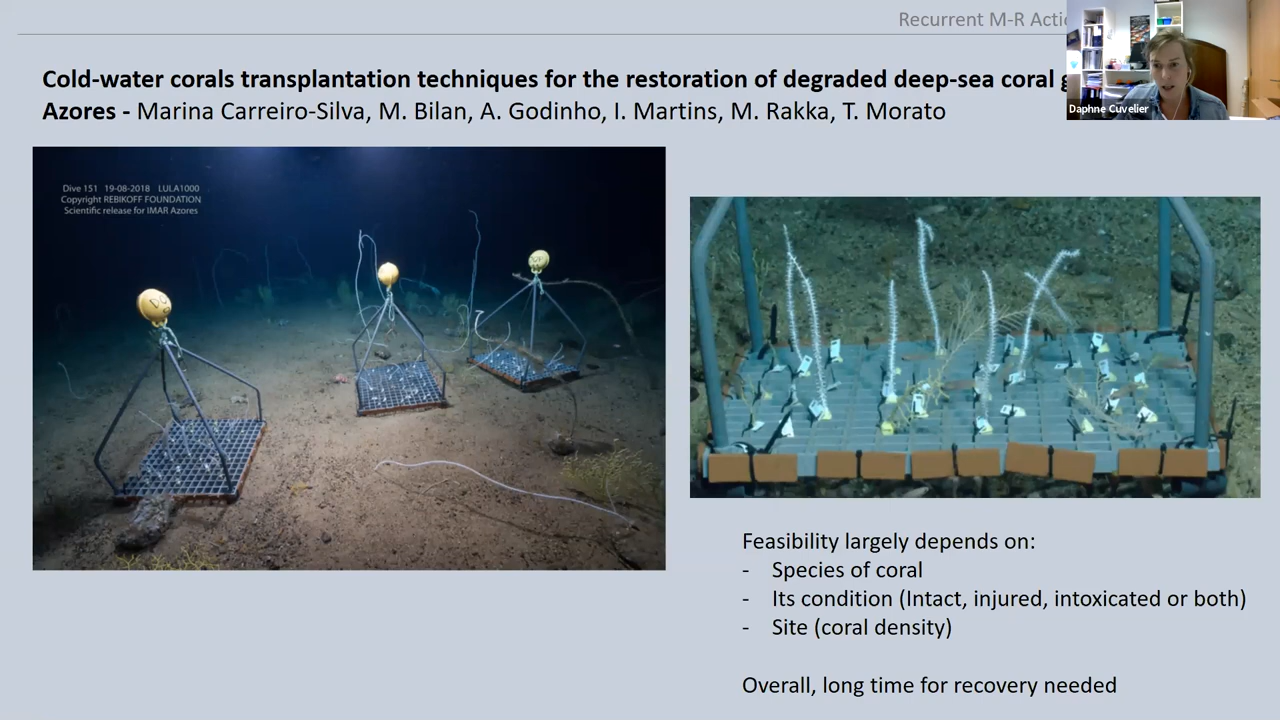 Recurrent M-R Actio
Cold-water corals transplantation techniques for the restoration of degraded deep-sea coral g
Azores - Marina Carreiro-Silva, M. Bilan, A. Godinho, I. Martins, M. Rakka, T. Morato
Daphne Cuvelier
Dive 151 19-08-2018 LULA1000
Copyright REBIKOFF FOUNDATION
Scientific release for IMAR Azores
Feasibility largely depends on:
- Species of coral
- Its condition (Intact, injured, intoxicated or both)
- Site (coral density)
Overall, long time for recovery needed